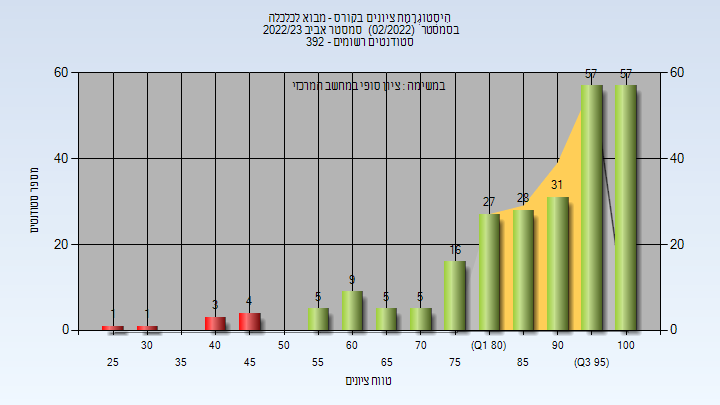 היסטוגרמת ציונים בקורס - מבוא לכלכלה
בסמסטר (02/2022) סמסטר אביב 2022/23
סטודנטים רשומים - 392
במשימה : ציון סופי במחשב המרכזי
60 60
40 40
20 20
0 0
מספר סטודנטים
1 1 3 4 5 9 5 5 16 27 28 31 57 57
30 40 50 60 70 (Q1 80) 90 100
25 35 45 55 65 75 85 (Q3 95)
טווח ציונים